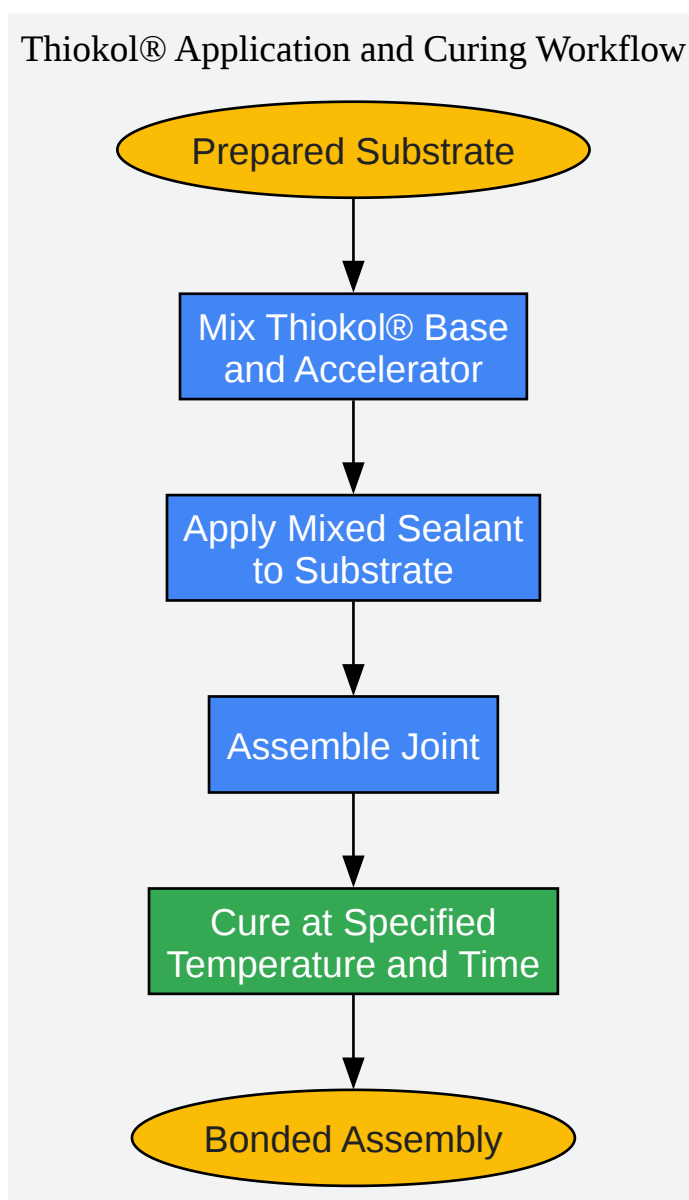 Thiokol® Application and Curing Workflow
Prepared Substrate
Mix Thiokol® Base
and Accelerator
Apply Mixed Sealant
to Substrate
Assemble Joint
Cure at Specified
Temperature and Time
Bonded Assembly